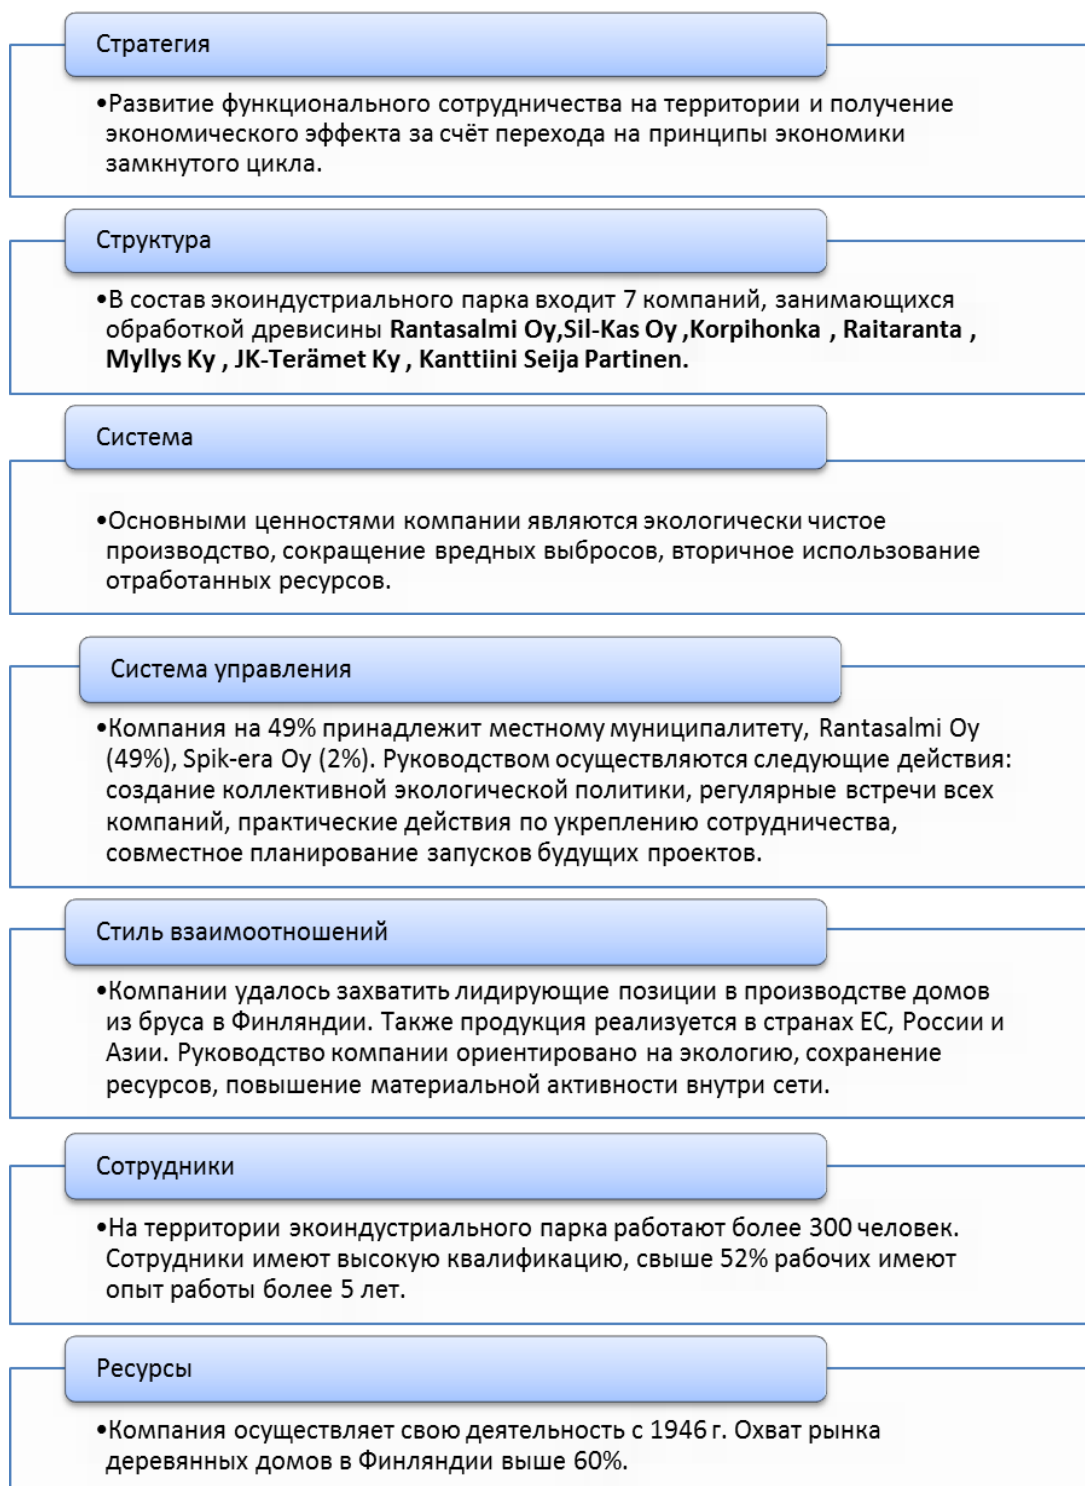 Стратегия
•Развитие функционального сотрудничества на территории и получение
экономического эффекта за счёт перехода на принципы экономики
замкнутого цикла.
Структура
•В состав экоиндустриального парка входит 7 компаний, занимающихся
обработкой древисины Rantasalmi Oy,Sil-Kas Oy ,Korpihonka , Raitaranta ,
Myllys Ky , JK-Terämet Ky , Kanttiini Seija Partinen.
Система
•Основными ценностями компании являются экологически чистое
производство, сокращение вредных выбросов, вторичное использование
отработанных ресурсов.
Система управления
•Компания на 49% принадлежит местному муниципалитету, Rantasalmi Oy
(49%), Spik-era Oy (2%). Руководством осуществляются следующие действия:
создание коллективной экологической политики, регулярные встречи всех
компаний, практические действия по укреплению сотрудничества,
совместное планирование запусков будущих проектов.
Стиль взаимоотношений
•Компании удалось захватить лидирующие позиции в производстве домов
из бруса в Финляндии. Также продукция реализуется в странах ЕС, России и
Азии. Руководство компании ориентировано на экологию, сохранение
ресурсов, повышение материальной активности внутри сети.
Сотрудники
•На территории экоиндустриального парка работают более 300 человек.
Сотрудники имеют высокую квалификацию, свыше 52% рабочих имеют
опыт работы более 5 лет.
Ресурсы
•Компания осуществляет свою деятельность с 1946 г. Охват рынка
деревянных домов в Финляндии выше 60%.